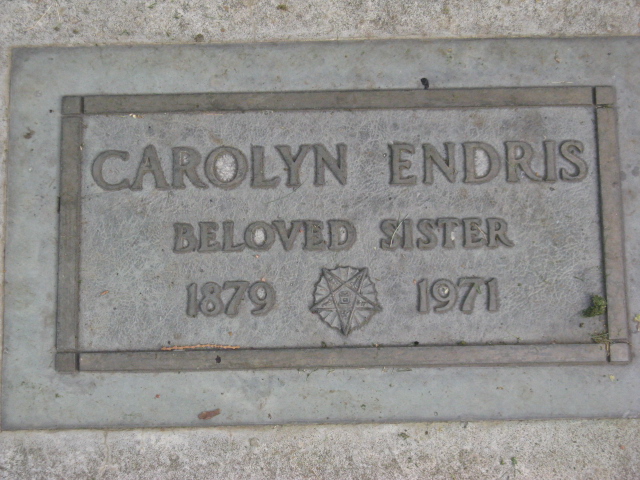 CAROLYN ENDRIS
BELOVED SISTER
1879 1971